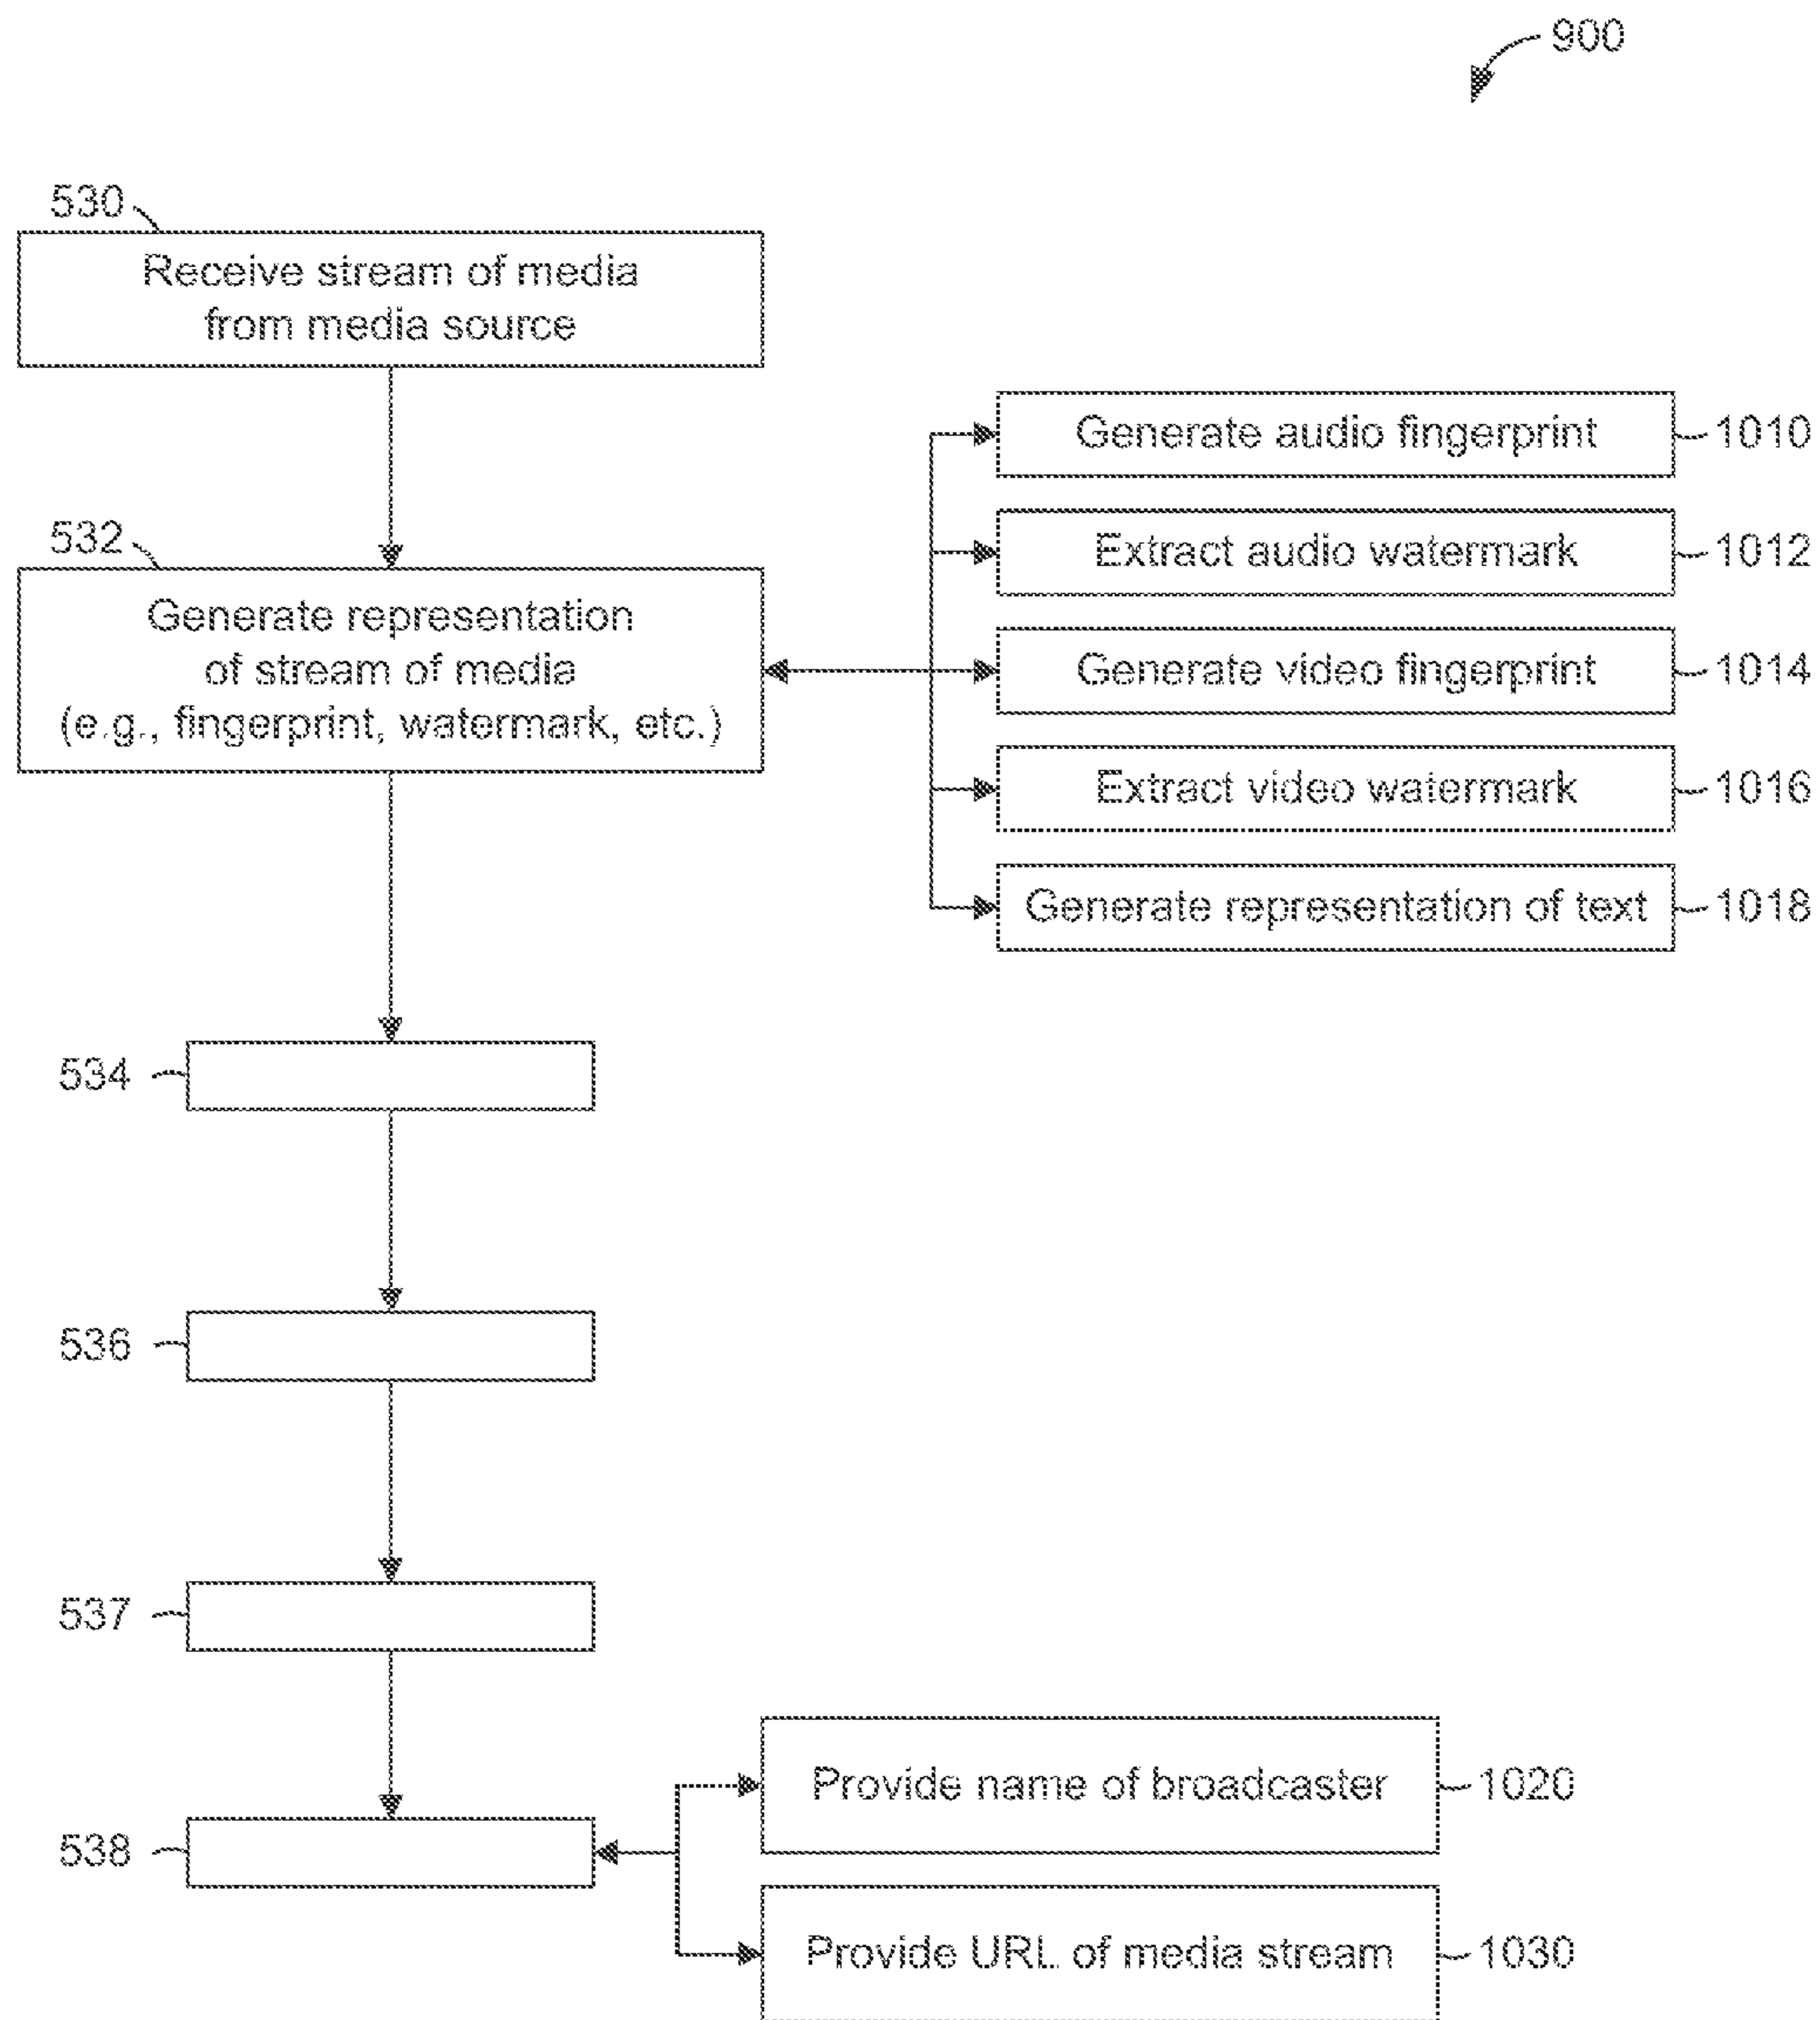 900
530
Receive stream of media
from media source
532
Generate representation
of stream of media
(e.g., fingerprint, watermark, etc.)
Generate audio fingerprint
1010
Extract audio watermark
1012
Generate video fingerprint
1014
Extract video watermark
1016
Generate representation of text
1018
534
536
537
538
Provide name of broadcaster
1020
Provide URL of media stream
1030